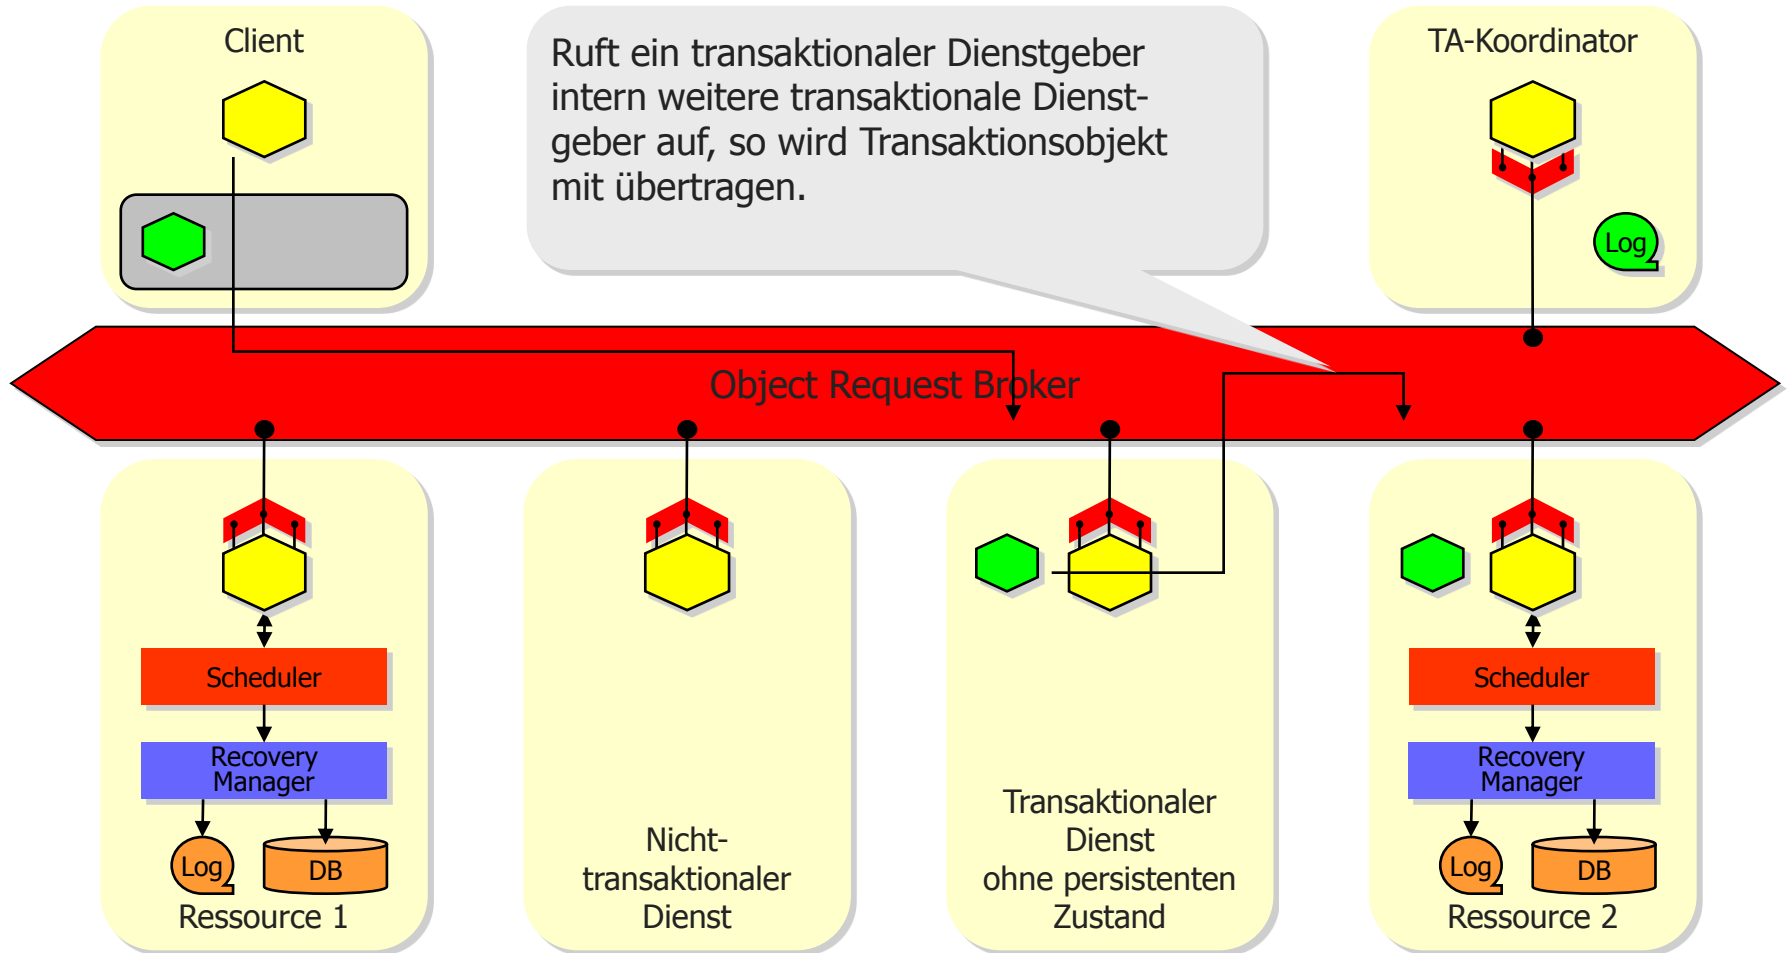 Client
Ruft ein transaktionaler Dienstgeber
intern weitere transaktionale Dienst-
geber auf, so wird Transaktionsobjekt
mit übertragen.
TA-Koordinator
Log
Object Request Broker
Scheduler
Recovery
Manager
Log
DB
Ressource 1
Nicht-
transaktionaler
Dienst
Transaktionaler
Dienst
ohne persistenten
Zustand
Scheduler
Recovery
Manager
Log
DB
Ressource 2